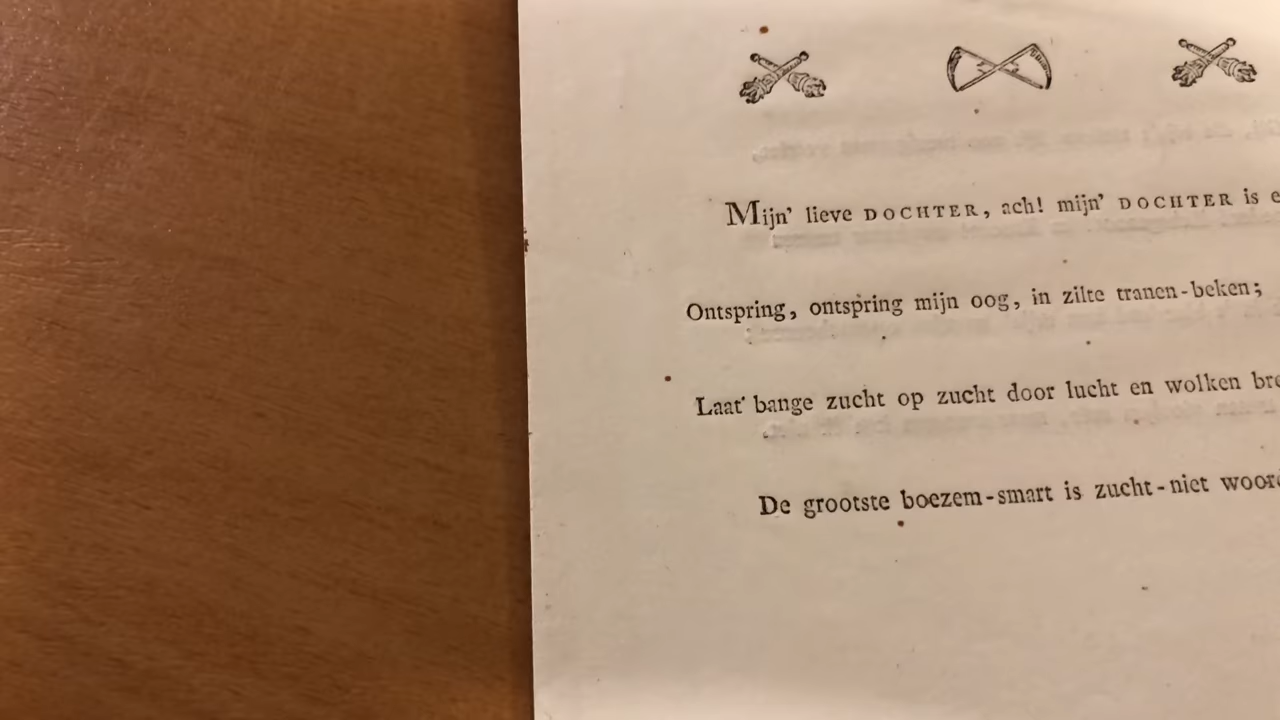 Mijn' lieve DOCHTER, ach! mijn' DOCHTER is
Ontspring, ontspring mijn oog, in zilte tranen-beken;
Laat' bange zucht op zucht door lucht en wolken
De grootste boezem-smart is zucht-niet